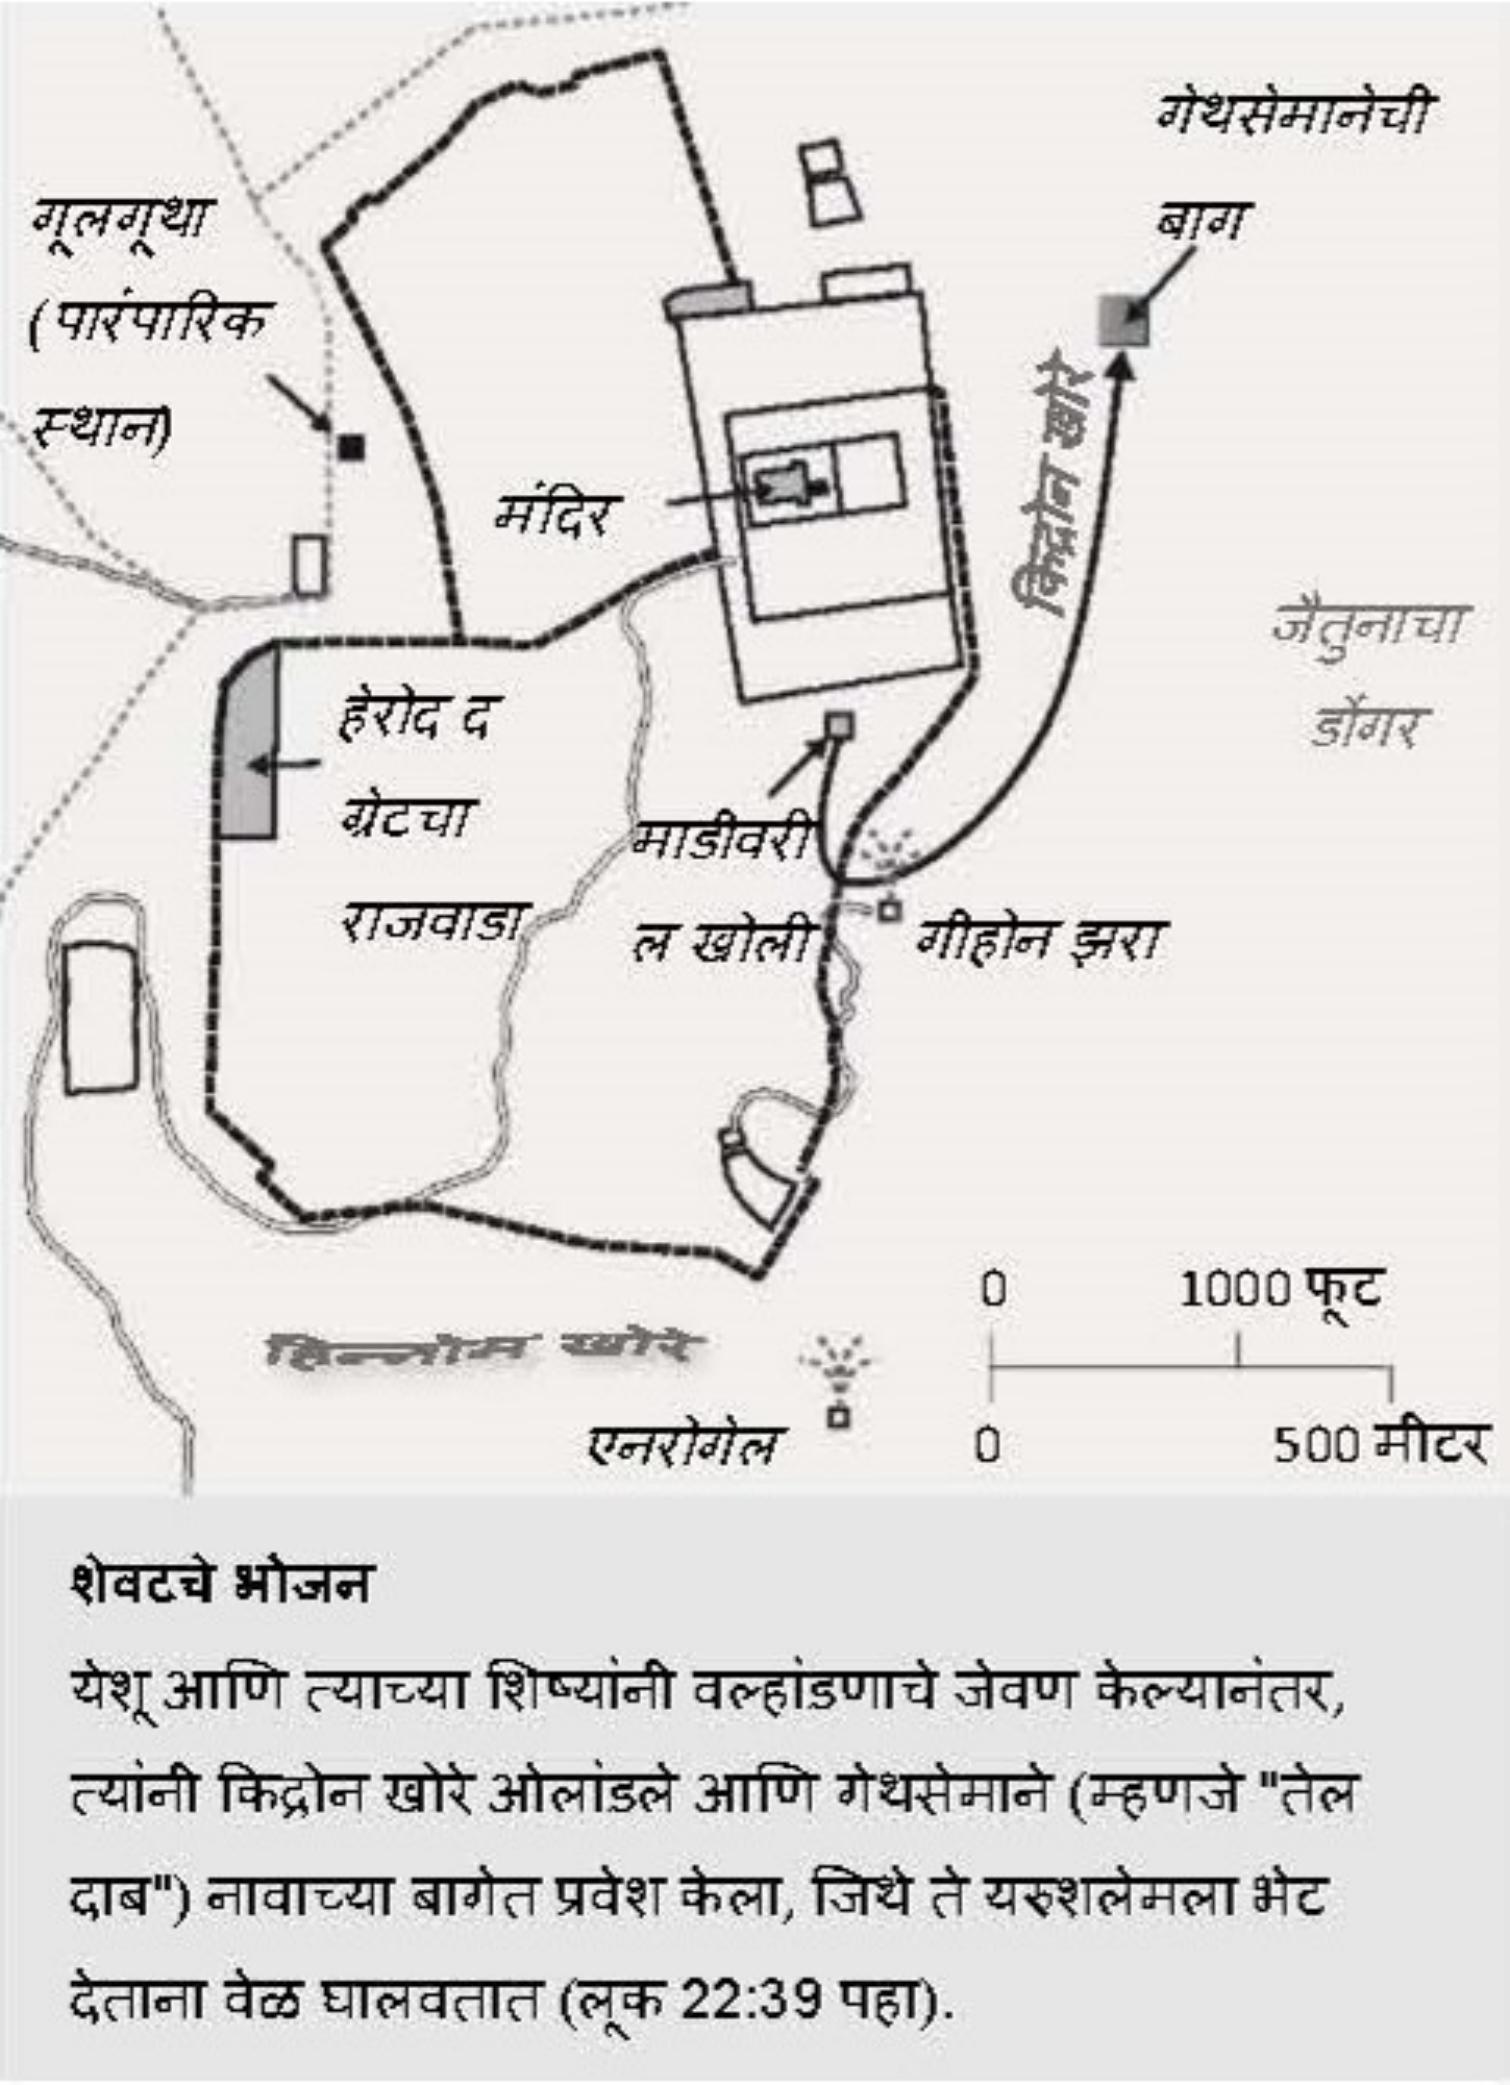 गेथसेमानेची
बाग
गूलगूथा
(पारंपारिक
स्थान)
मंदिर
किद्रोन खोरे
जैतुनाचा
डोंगर
हेरोद द
ग्रेटचा
राजवाडा
माडीवरी
ल खोली
गीहोन झरा
हिन्नोम खोरे
एनरोगेल
0 1000 फूट
0 500 मीटर
शेवटचे भोजन
येशू आणि त्याच्या शिष्यांनी वल्हांडणाचे जेवण केल्यानंतर,
त्यांनी किद्रोन खोरे ओलांडले आणि गेथसेमाने (म्हणजे "तेल
दाब") नावाच्या बागेत प्रवेश केला, जिथे ते यरुशलेमला भेट
देताना वेळ घालवतात (लूक 22:39 पहा).